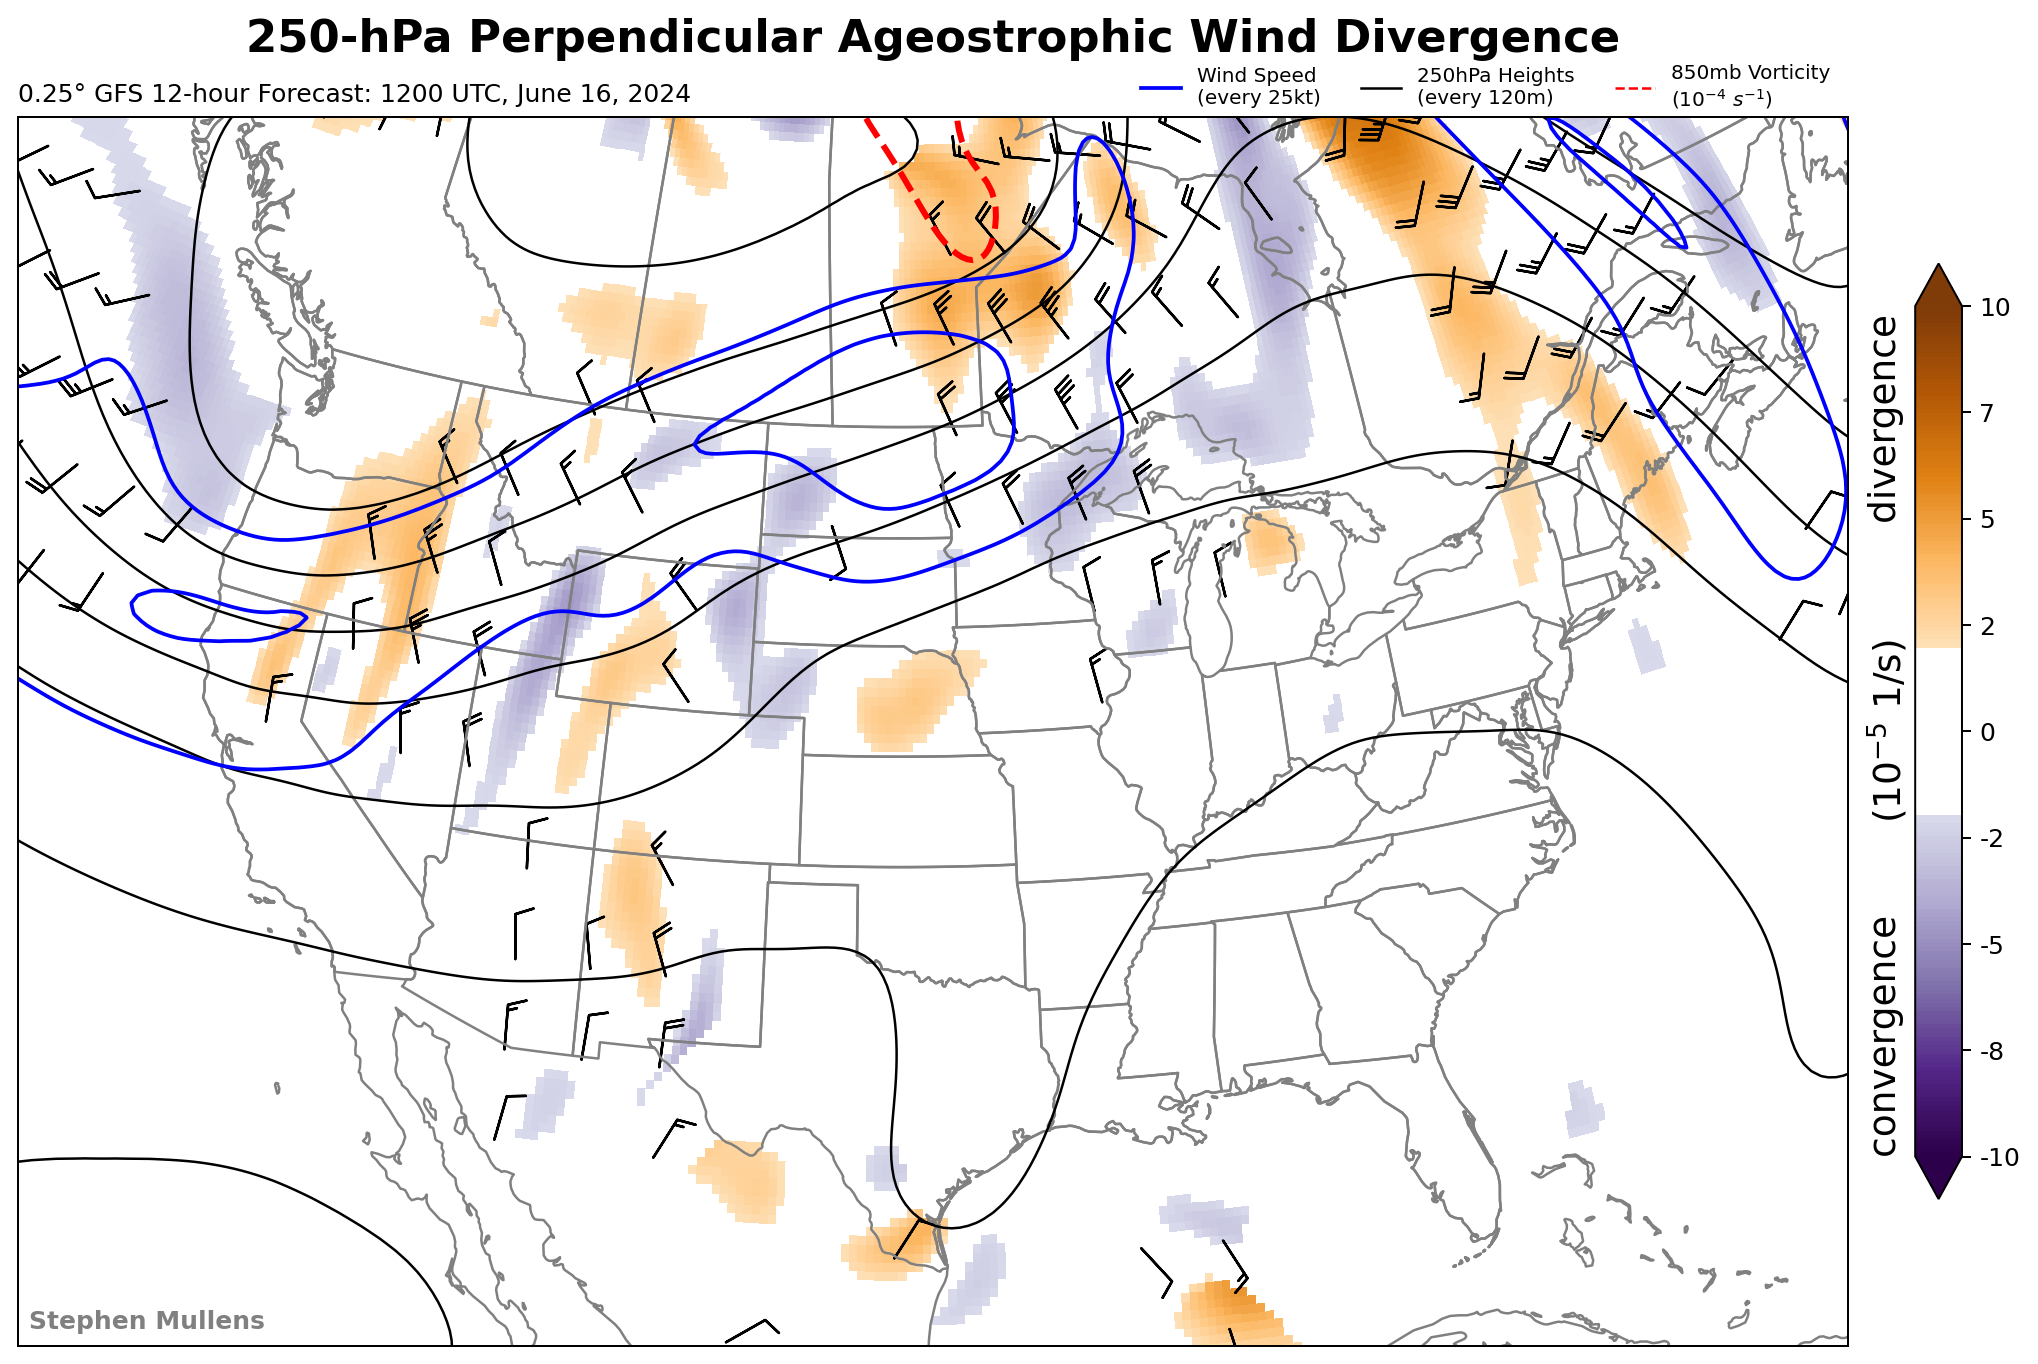 250-hPa Perpendicular Ageostrophic Wind Divergence
0.25° GFS 12-hour Forecast: 1200 UTC, June 16, 2024
Wind Speed
(every 25kt)
250hPa Heights
(every 120m)
850mb Vorticity
(10⁻⁴ s⁻¹)
10
7
5
2
0
-2
-5
-8
-10
convergence (10⁻⁵ 1/s) divergence
Stephen Mullens